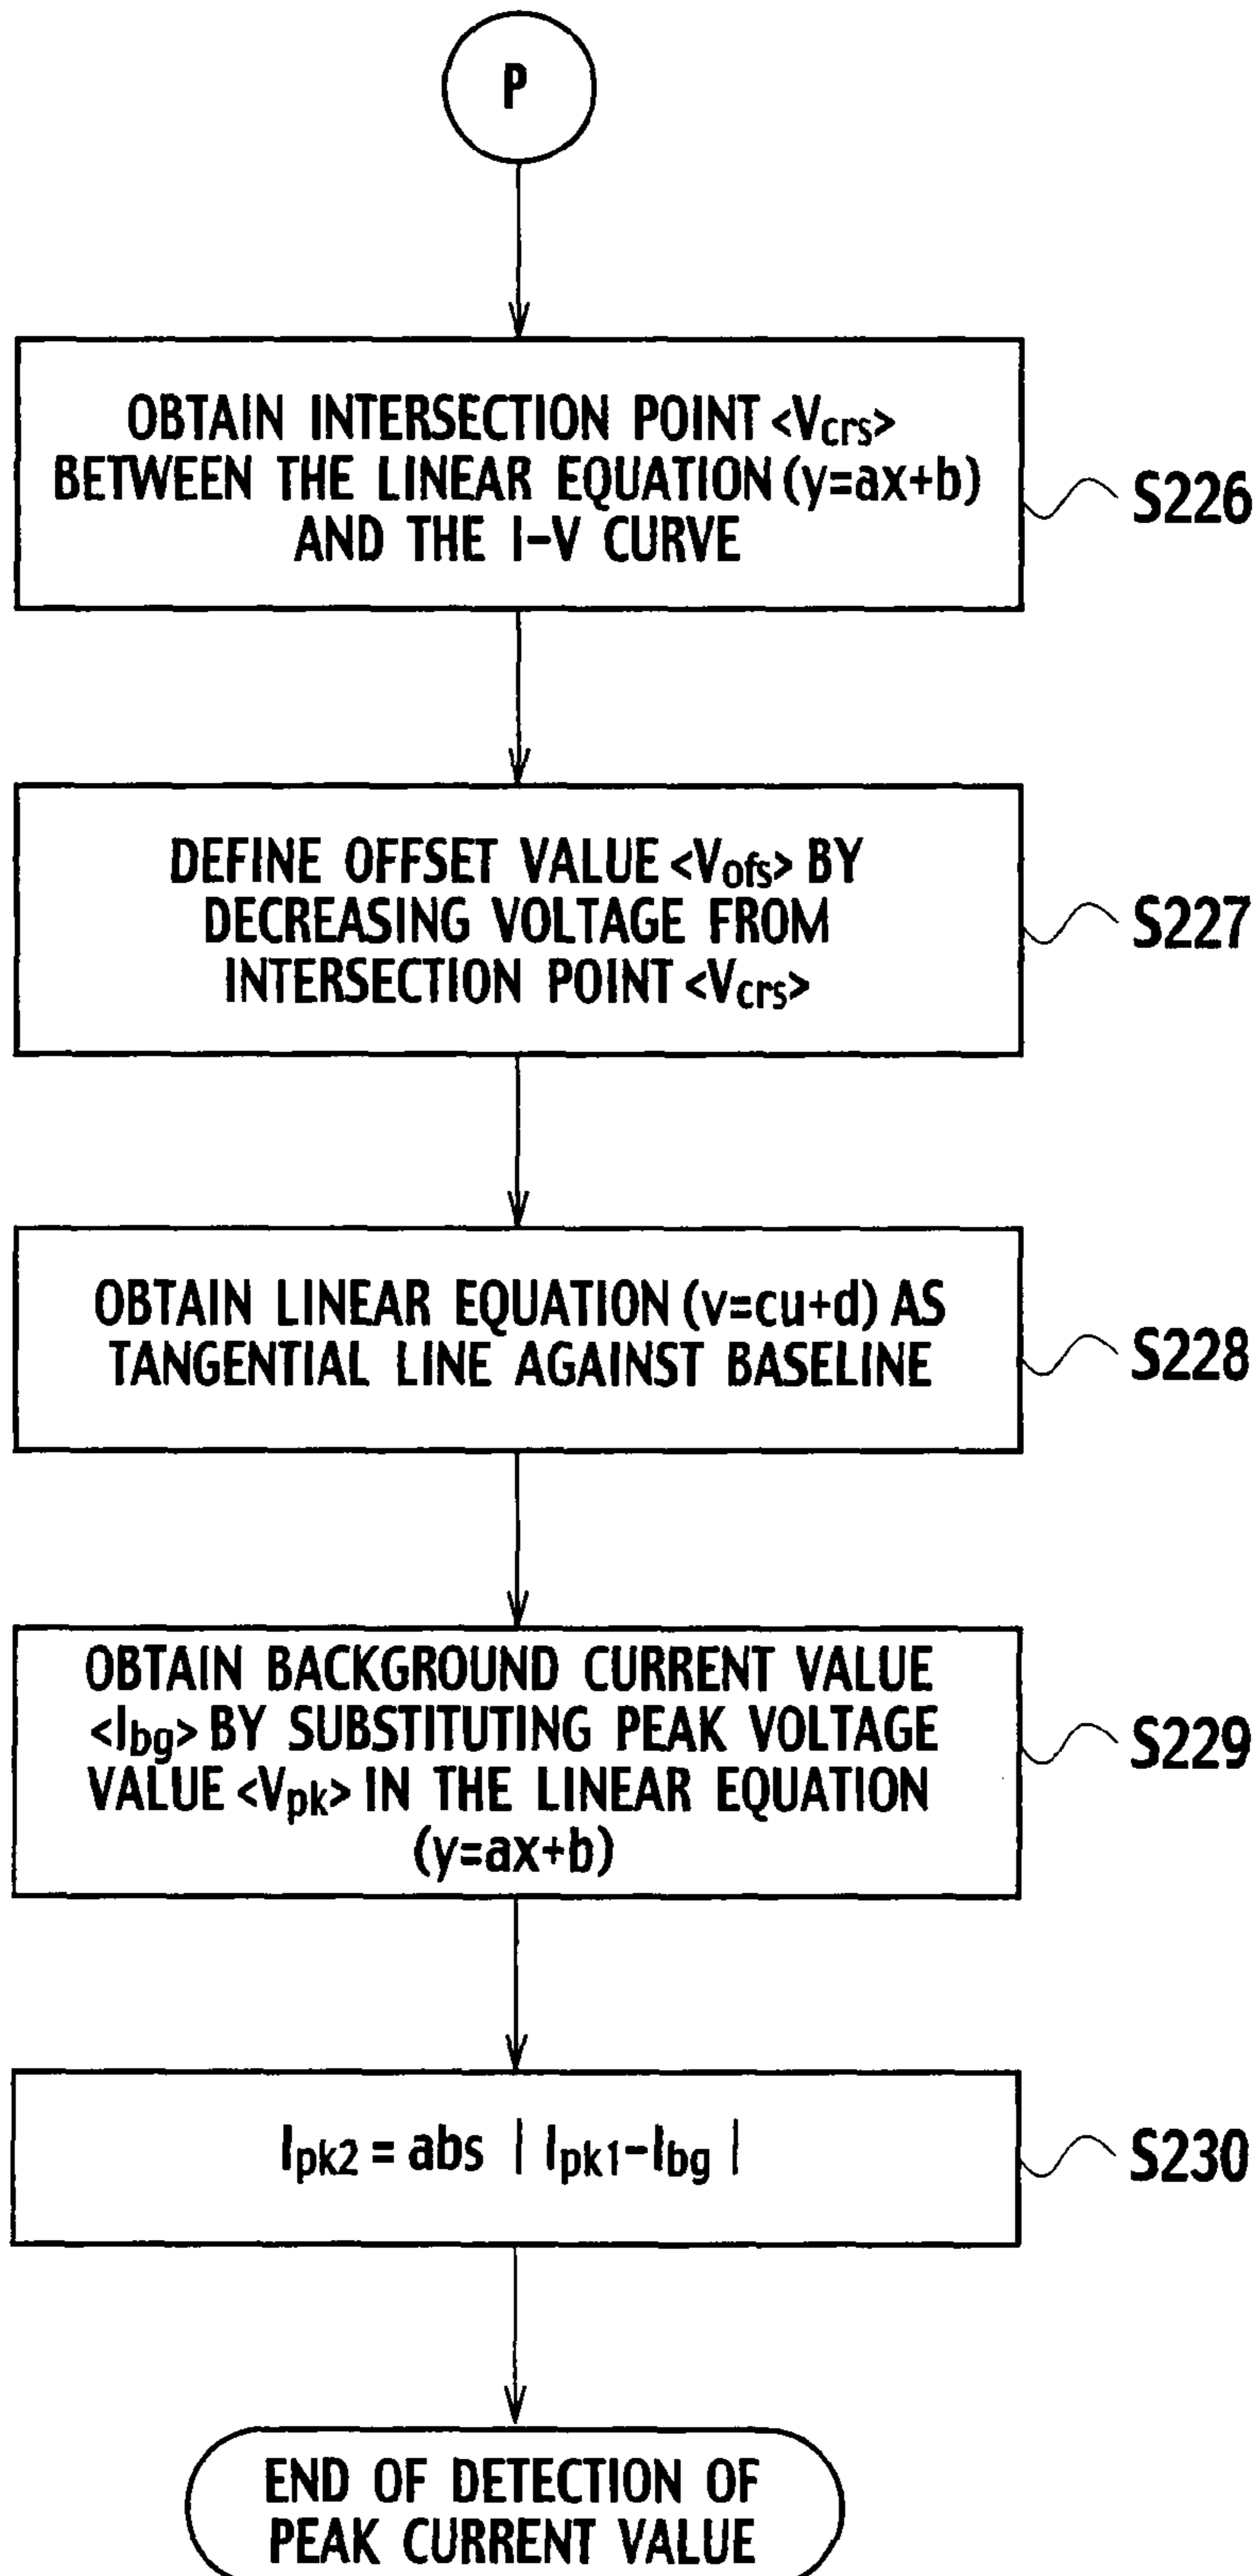 P
OBTAIN INTERSECTION POINT <Vcrs>
BETWEEN THE LINEAR EQUATION (y=ax+b)
AND THE I-V CURVE
S226
DEFINE OFFSET VALUE <Vofs> BY
DECREASING VOLTAGE FROM
INTERSECTION POINT <Vcrs>
S227
OBTAIN LINEAR EQUATION (v=cu+d) AS
TANGENTIAL LINE AGAINST BASELINE
S228
OBTAIN BACKGROUND CURRENT VALUE
<Ibg> BY SUBSTITUTING PEAK VOLTAGE
VALUE <Vpk> IN THE LINEAR EQUATION
(y=ax+b)
S229
Ipk2 = abs | Ipk1-Ibg |
S230
END OF DETECTION OF
PEAK CURRENT VALUE